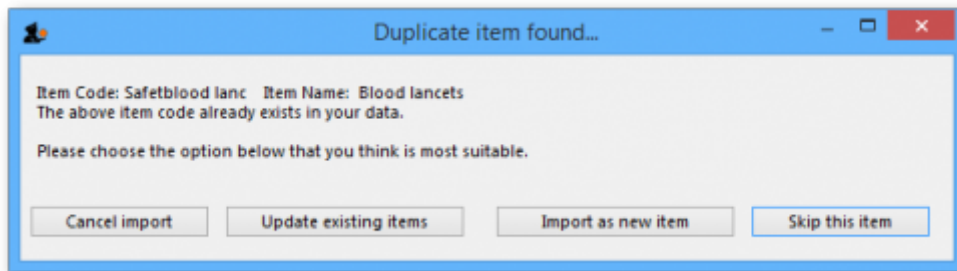 Duplicate item found...
Item Code: Safetblood lanc Item Name: Blood lancets
The above item code already exists in your data.
Please choose the option below that you think is most suitable.
Cancel import Update existing items Import as new item Skip this item